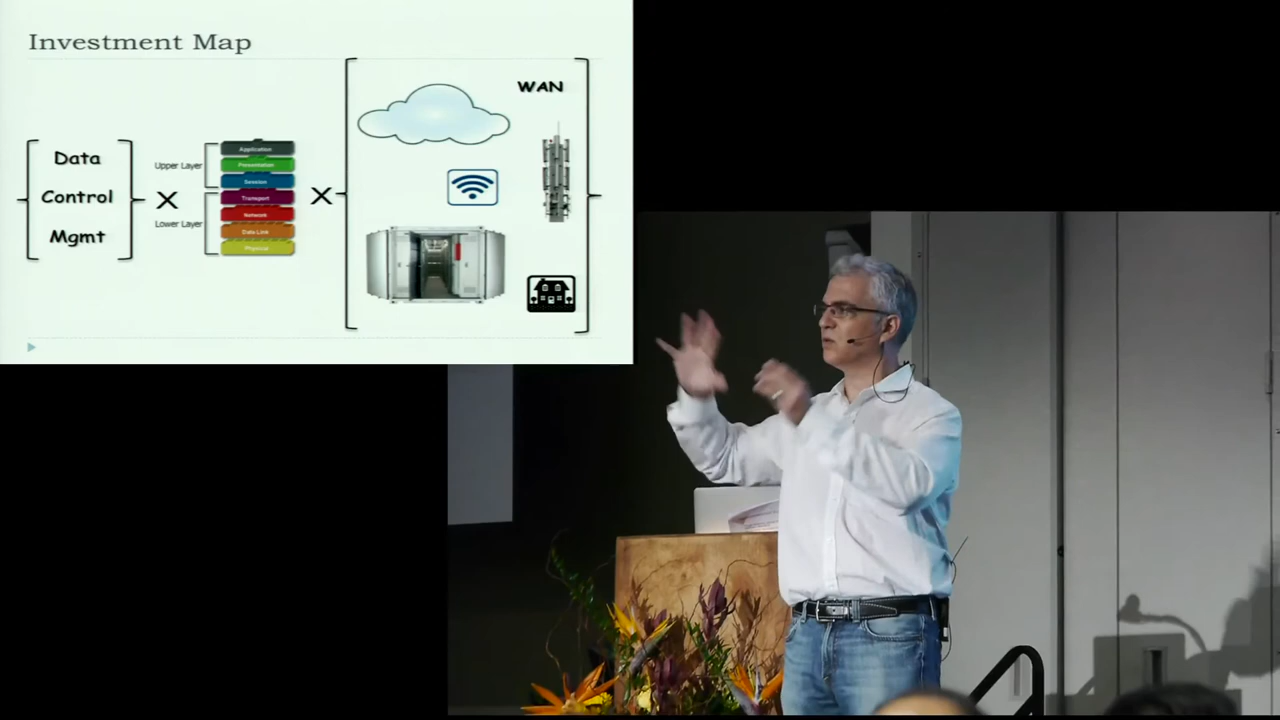 Investment Map
WAN
Data
Control
Mgmt
Upper Layer
Lower Layer
Application
Presentation
Session
Transport
Network
Data Link
Physical
X
X